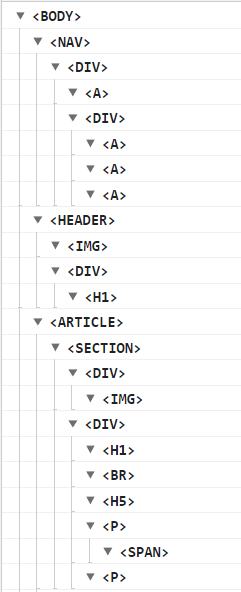 <BODY>
<NAV>
<DIV>
<A>
<DIV>
<A>
<A>
<A>
<HEADER>
<IMG>
<DIV>
<H1>
<ARTICLE>
<SECTION>
<DIV>
<IMG>
<DIV>
<H1>
<BR>
<H5>
<P>
<SPAN>
<P>